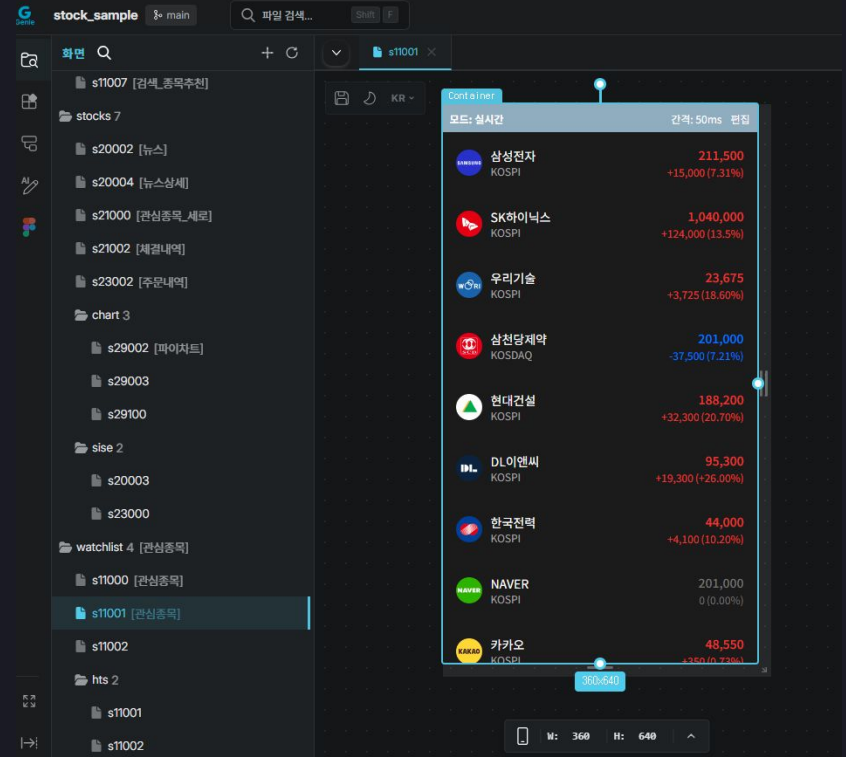 G
Genie
stock_sample
main
파일 검색...
Shift
F
화면
s11001
s11007 [검색_종목추천]
stocks 7
s20002 [뉴스]
s20004 [뉴스상세]
s21000 [관심종목_세로]
s21002 [체결내역]
s23002 [주문내역]
chart 3
s29002 [파이차트]
s29003
s29100
sise 2
s20003
s23000
watchlist 4 [관심종목]
s11000 [관심종목]
s11001 [관심종목]
s11002
hts 2
s11001
s11002
AI
KR
Container
모드: 실시간
간격: 50ms 편집
SAMSUNG
삼성전자
KOSPI
211,500
+15,000 (7.31%)
SK하이닉스
KOSPI
1,040,000
+124,000 (13.5%)
WOORI
우리기술
KOSPI
23,675
+3,725 (18.60%)
SCD
삼천당제약
KOSDAQ
201,000
-37,500 (7.21%)
현대건설
KOSPI
188,200
+32,300 (20.70%)
DL
DL이앤씨
KOSPI
95,300
+19,300 (+26.00%)
한국전력
KOSPI
44,000
+4,100 (10.20%)
NAVER
NAVER
KOSPI
201,000
0 (0.00%)
KAKAO
카카오
KOSPI
48,550
+350 (0.73%)
360x640
W: 360 H: 640